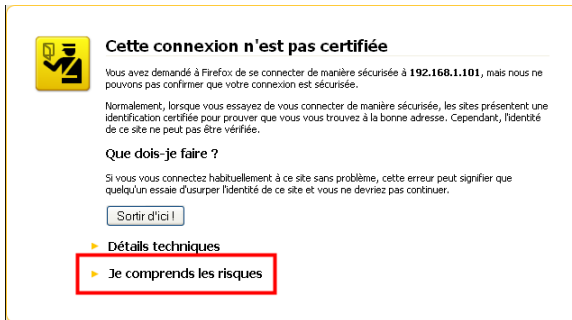 Cette connexion n'est pas certifiée
Vous avez demandé à Firefox de se connecter de manière sécurisée à 192.168.1.101, mais nous ne
pouvons pas confirmer que votre connexion est sécurisée.
Normalement, lorsque vous essayez de vous connecter de manière sécurisée, les sites présentent une
identification certifiée pour prouver que vous vous trouvez à la bonne adresse. Cependant, l'identité
de ce site ne peut pas être vérifiée.
Que dois-je faire ?
Si vous vous connectez habituellement à ce site sans problème, cette erreur peut signifier que
quelqu'un essaie d'usurper l'identité de ce site et vous ne devriez pas continuer.
Sortir d'ici !
Détails techniques
Je comprends les risques